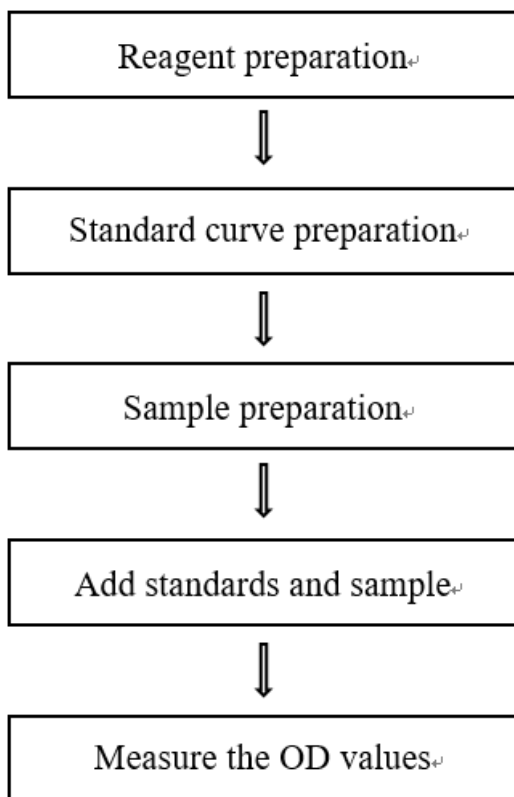 Reagent preparation↵
Standard curve preparation↵
Sample preparation↵
Add standards and sample↵
Measure the OD values↵